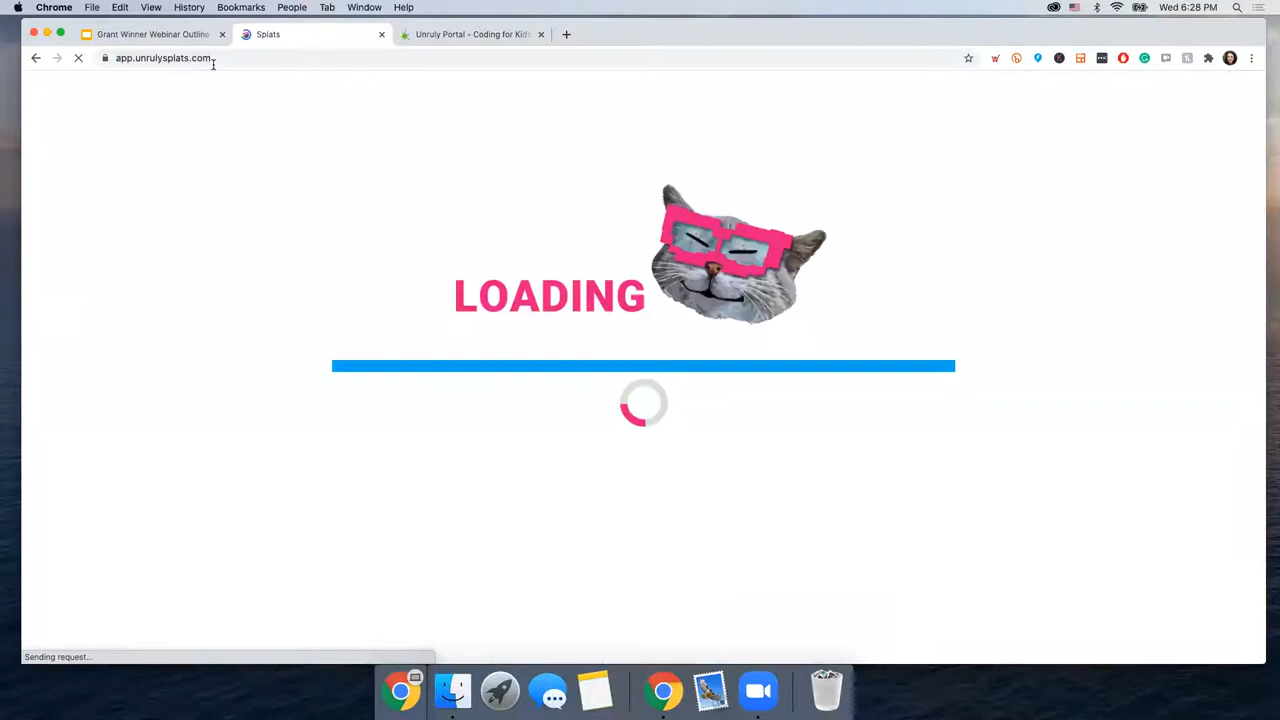 Chrome File Edit View History Bookmarks People Tab Window Help Wed 6:28 PM
Grant Winner Webinar Outline Splats Unruly Portal - Coding for Kids
app.unrulysplats.com
LOADING
Sending request...